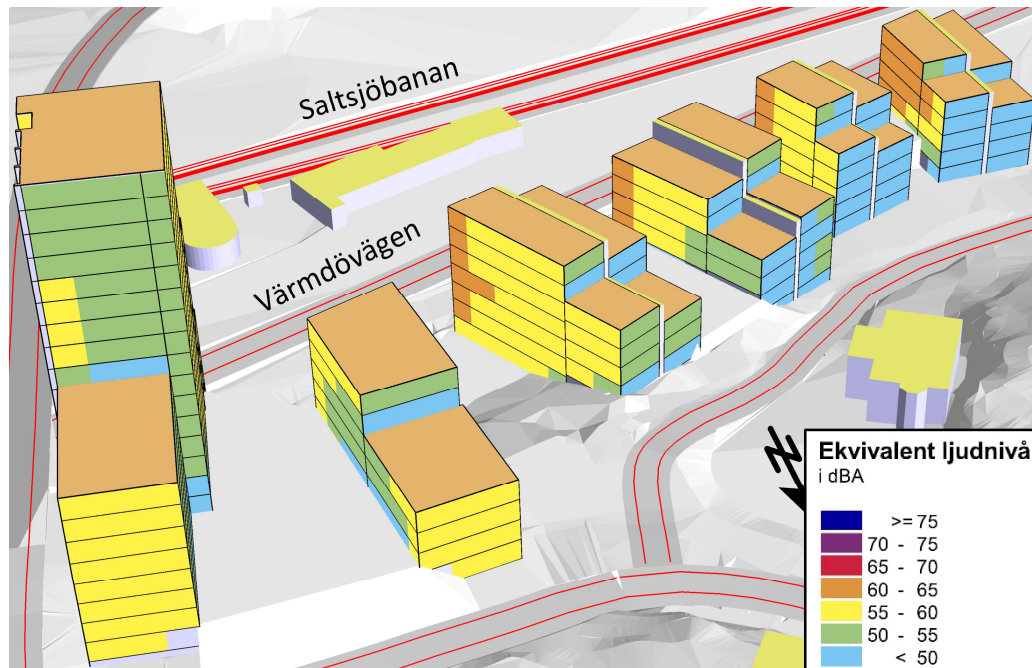 Saltsjöbanan
Värmdövägen
Ekvivalent ljudnivå
i dBA
>= 75
70 - 75
65 - 70
60 - 65
55 - 60
50 - 55
< 50